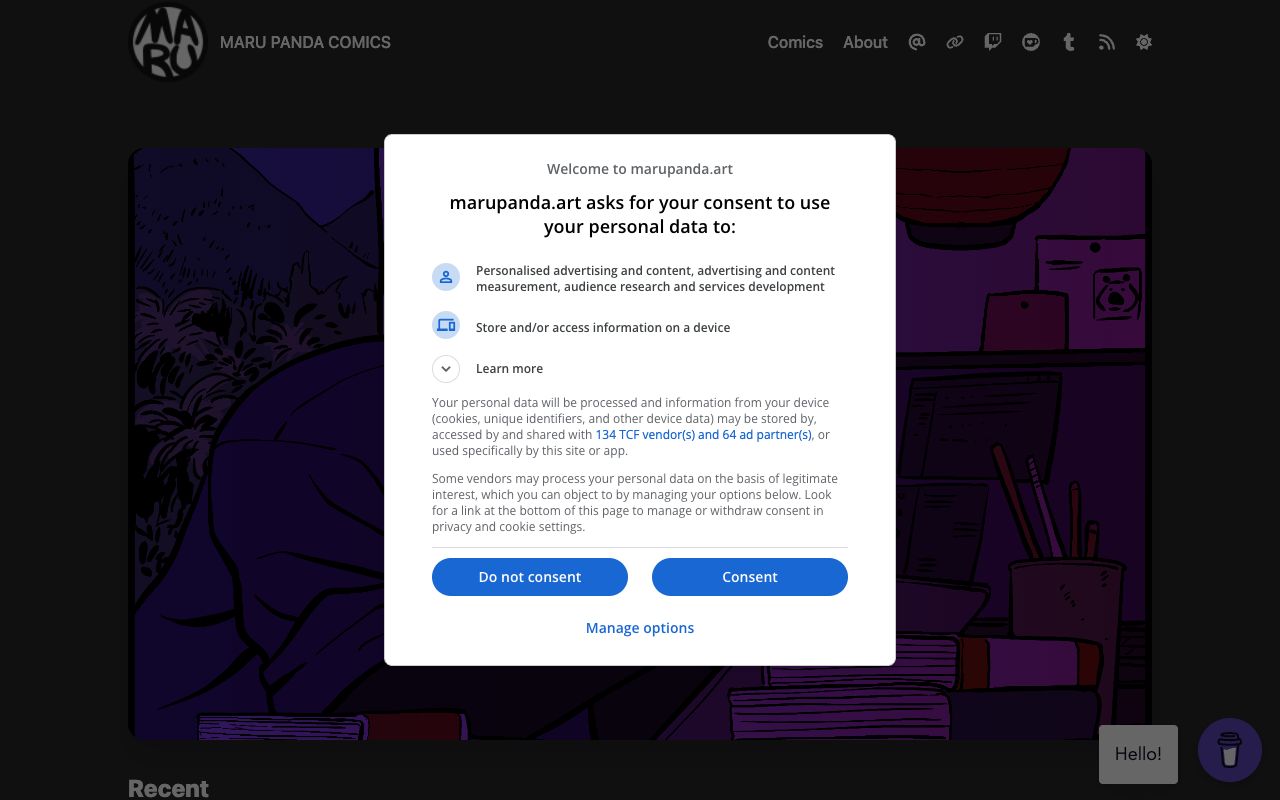 MARU
MARU PANDA COMICS
Comics
About
Welcome to marupanda.art
marupanda.art asks for your consent to use
your personal data to:
Personalised advertising and content, advertising and content
measurement, audience research and services development
Store and/or access information on a device
Learn more
Your personal data will be processed and information from your device
(cookies, unique identifiers, and other device data) may be stored by,
accessed by and shared with 134 TCF vendor(s) and 64 ad partner(s), or
used specifically by this site or app.
Some vendors may process your personal data on the basis of legitimate
interest, which you can object to by managing your options below. Look
for a link at the bottom of this page to manage or withdraw consent in
privacy and cookie settings.
Do not consent
Consent
Manage options
Hello!
Recent